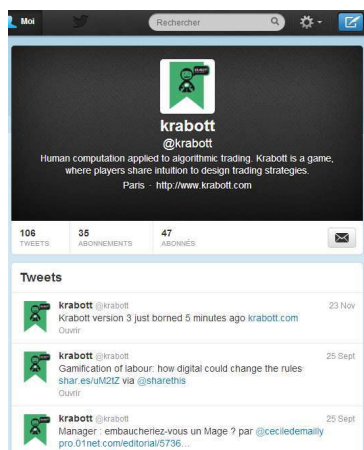 Moi
Rechercher
krabott
@krabott
Human computation applied to algorithmic trading. Krabott is a game,
where players share intuition to design trading strategies.
Paris · http://www.krabott.com
106 35 47
TWEETS ABONNEMENTS ABONNÉS
Tweets
krabott @krabott 23 Nov
Krabott version 3 just borned 5 minutes ago krabott.com
Ouvrir
krabott @krabott 25 Sept
Gamification of labour: how digital could change the rules
shar.es/uM2tZ via @sharethis
Ouvrir
krabott @krabott 25 Sept
Manager : embaucheriez-vous un Mage ? par @ceciledemailly
pro.01net.com/editorial/5736...